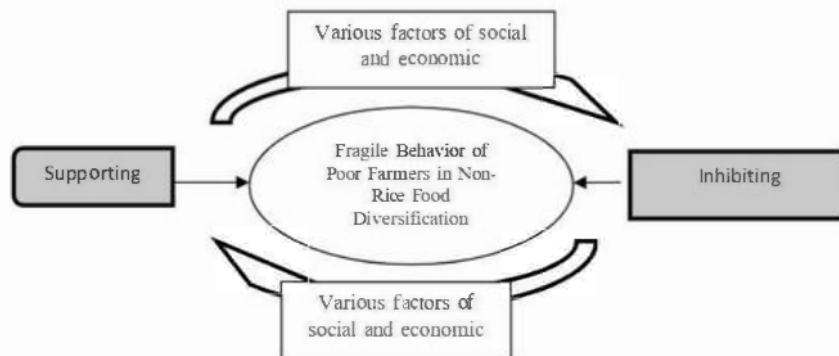 Various factors of social
and economic
Supporting
Fragile Behavior of
Poor Farmers in Non-
Rice Food
Diversification
Inhibiting
Various factors of
social and economic